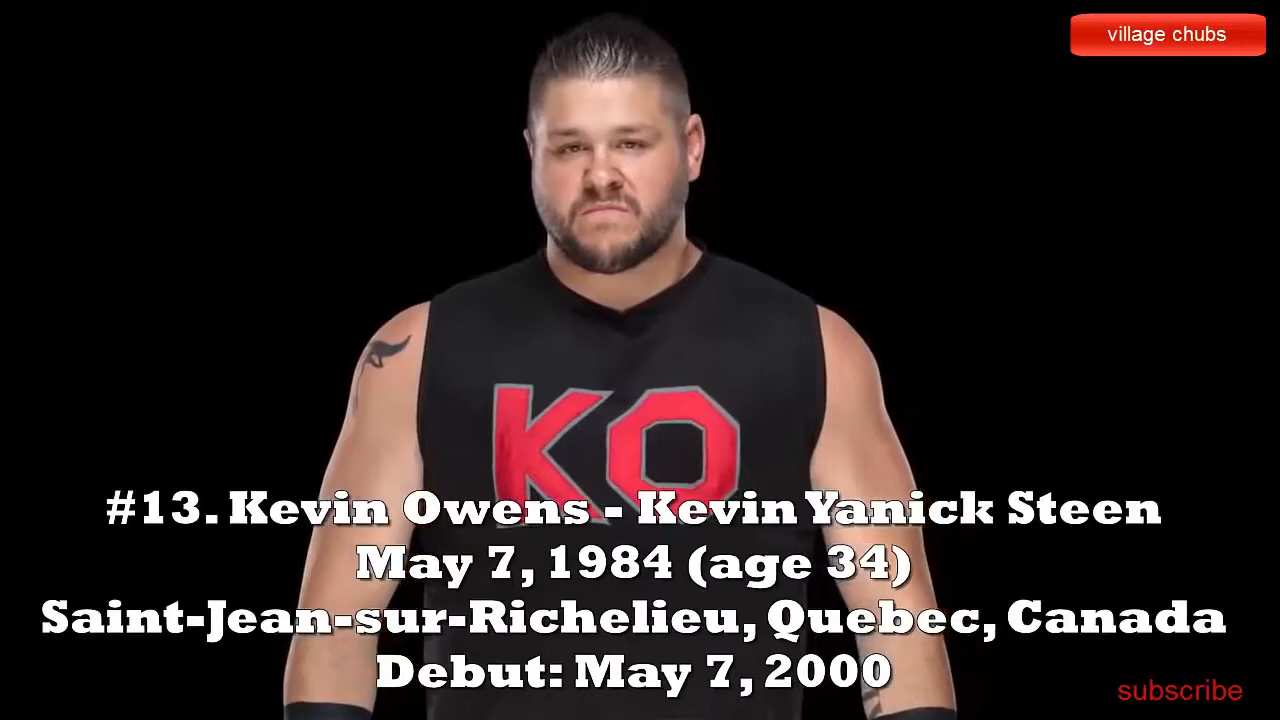 village chubs
KO
#13. Kevin Owens - Kevin Yanick Steen
May 7, 1984 (age 34)
Saint-Jean-sur-Richelieu, Quebec, Canada
Debut: May 7, 2000
subscribe